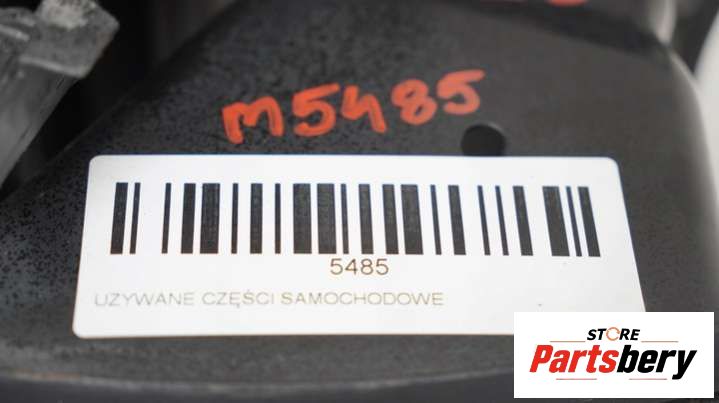 M5485
5485
UZYWANE CZĘŚCI SAMOCHODOWE
STORE
Partsbery